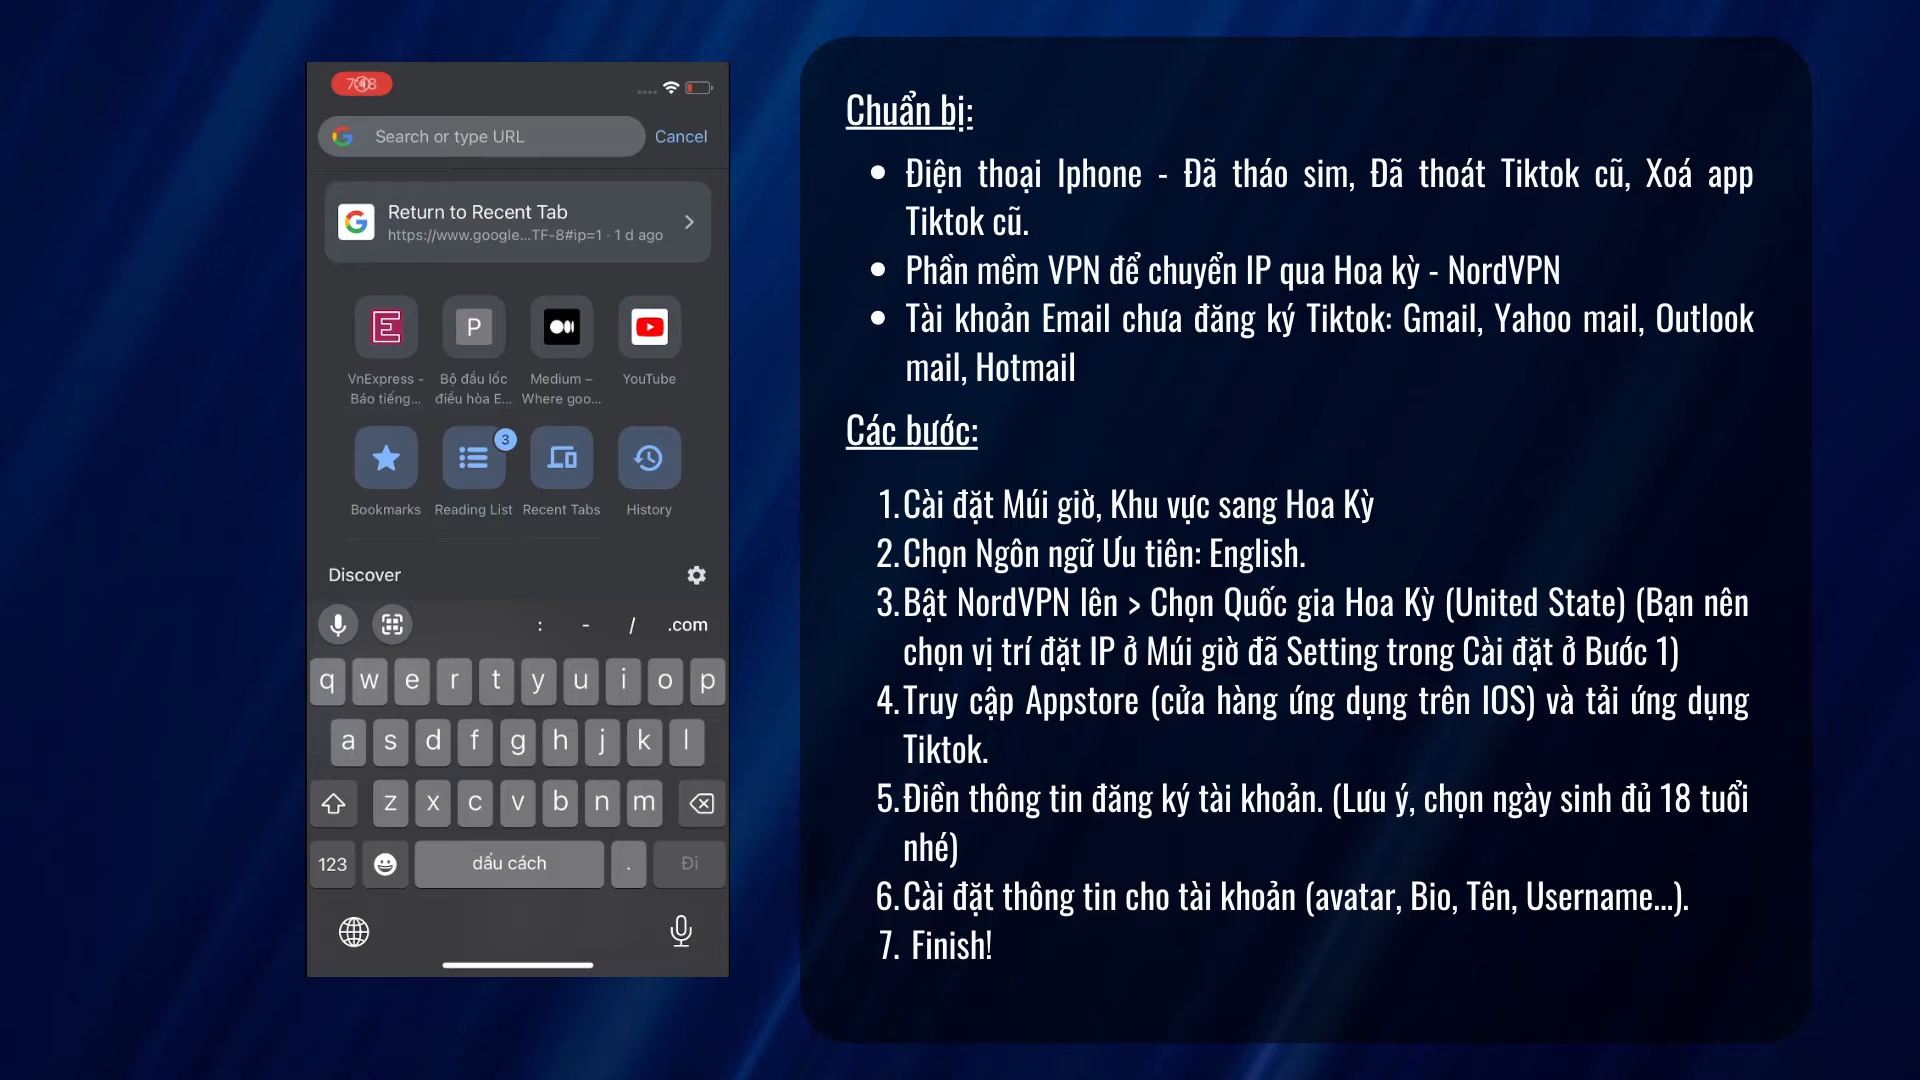 Search or type URL
Cancel
Return to Recent Tab
https://www.google...TF-8#ip=1 · 1 d ago
P
VnExpress - Báo tiếng...
Bộ đầu lốc điều hòa E...
Medium – Where goo...
YouTube
3
Bookmarks
Reading List
Recent Tabs
History
Discover
: - / .com
q w e r t y u i o p
a s d f g h j k l
z x c v b n m
123
dấu cách
.
Đi
Chuẩn bị:
• Điện thoại Iphone - Đã tháo sim, Đã thoát Tiktok cũ, Xoá app
Tiktok cũ.
• Phần mềm VPN để chuyển IP qua Hoa kỳ - NordVPN
• Tài khoản Email chưa đăng ký Tiktok: Gmail, Yahoo mail, Outlook
mail, Hotmail
Các bước:
1. Cài đặt Múi giờ, Khu vực sang Hoa Kỳ
2. Chọn Ngôn ngữ Ưu tiên: English.
3. Bật NordVPN lên > Chọn Quốc gia Hoa Kỳ (United State) (Bạn nên
chọn vị trí đặt IP ở Múi giờ đã Setting trong Cài đặt ở Bước 1)
4. Truy cập Appstore (cửa hàng ứng dụng trên IOS) và tải ứng dụng
Tiktok.
5. Điền thông tin đăng ký tài khoản. (Lưu ý, chọn ngày sinh đủ 18 tuổi
nhé)
6. Cài đặt thông tin cho tài khoản (avatar, Bio, Tên, Username...).
7. Finish!